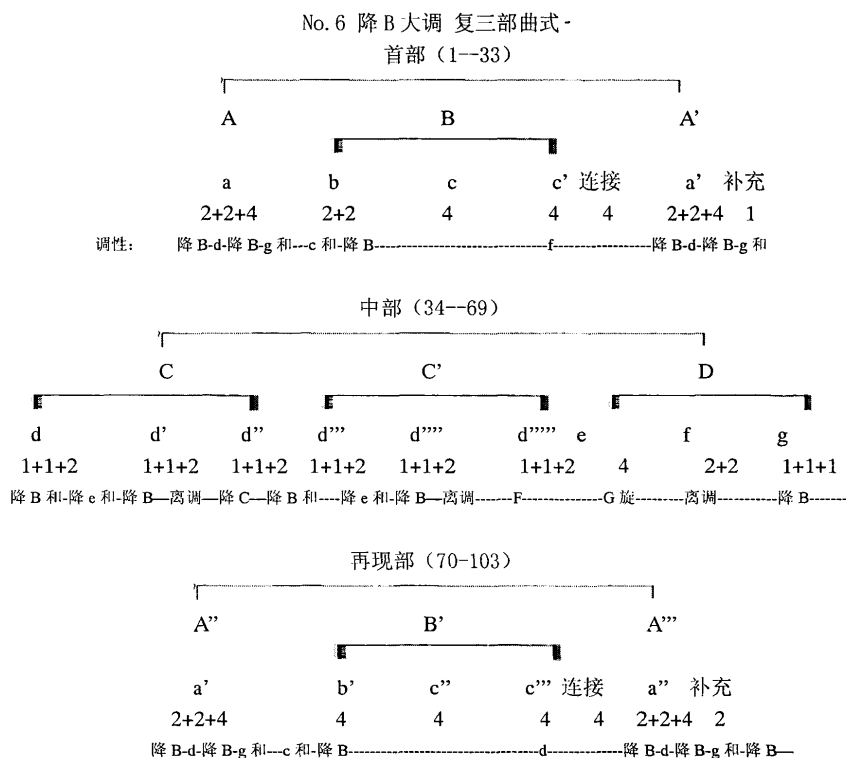 No.6 降B大调 复三部曲式-
首部（1--33）
A B A’
a b c c’ 连接 a’ 补充
2+2+4 2+2 4 4 4 2+2+4 1
调性： 降B-d-降B-g和---c和-降B-------------------------------f-----------------降B-d-降B-g和
中部（34--69）
C C’ D
d d’ d’’ d’’’ d’’’’ d’’’’’ e f g
1+1+2 1+1+2 1+1+2 1+1+2 1+1+2 1+1+2 4 2+2 1+1+1
降B和-降e和-降B—离调—降C—降B和----降e和-降B—离调-------F--------------G旋-------离调-----------降B-------
再现部（70-103）
A’’ B’ A’’’
a’ b’ c’’ c’’’ 连接 a’’ 补充
2+2+4 4 4 4 4 2+2+4 2
降B-d-降B-g和---c和-降B-------------------------------d--------------降B-d-降B-g和-降B—